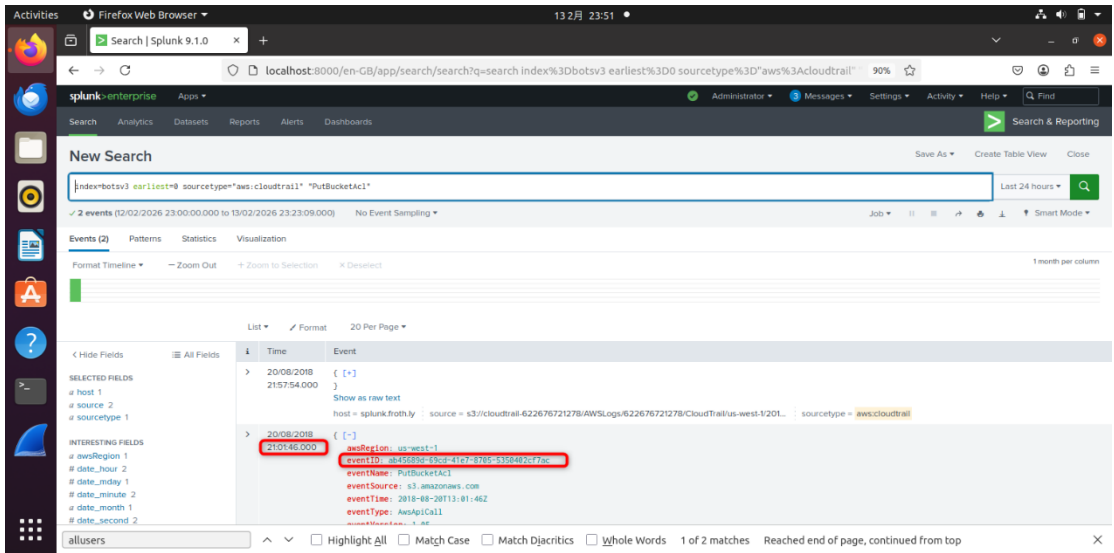 Activities Firefox Web Browser 13 2月 23:51
Search | Splunk 9.1.0
localhost:8000/en-GB/app/search/search?q=search index%3Dbotsv3 earliest%3D0 sourcetype%3D"aws%3Acloudtrail" 90%
splunk>enterprise Apps Administrator 3 Messages Settings Activity Help Find
Search Analytics Datasets Reports Alerts Dashboards Search & Reporting
New Search Save As Create Table View Close
index=botsv3 earliest=0 sourcetype="aws:cloudtrail" "PutBucketAcl" Last 24 hours
2 events (12/02/2026 23:00:00.000 to 13/02/2026 23:23:09.000) No Event Sampling Job Smart Mode
Events (2) Patterns Statistics Visualization
Format Timeline — Zoom Out + Zoom to Selection × Deselect 1 month per column
List Format 20 Per Page
< Hide Fields All Fields i Time Event
SELECTED FIELDS
a host 1
a source 2
a sourcetype 1
INTERESTING FIELDS
a awsRegion 1
# date_hour 2
# date_mday 1
# date_minute 2
a date_month 1
# date_second 2
> 20/08/2018 { [+]
21:57:54.000 }
Show as raw text
host = splunk.froth.ly source = s3://cloudtrail-622676721278/AWSLogs/622676721278/CloudTrail/us-west-1/201... sourcetype = aws:cloudtrail
> 20/08/2018 { [-]
21:01:46.000 awsRegion: us-west-1
eventID: ab45689d-69cd-41e7-8705-5350402cf7ac
eventName: PutBucketAcl
eventSource: s3.amazonaws.com
eventTime: 2018-08-20T13:01:46Z
eventType: AwsApiCall
eventVersion: 1.05
allusers Highlight All Match Case Match Diacritics Whole Words 1 of 2 matches Reached end of page, continued from top